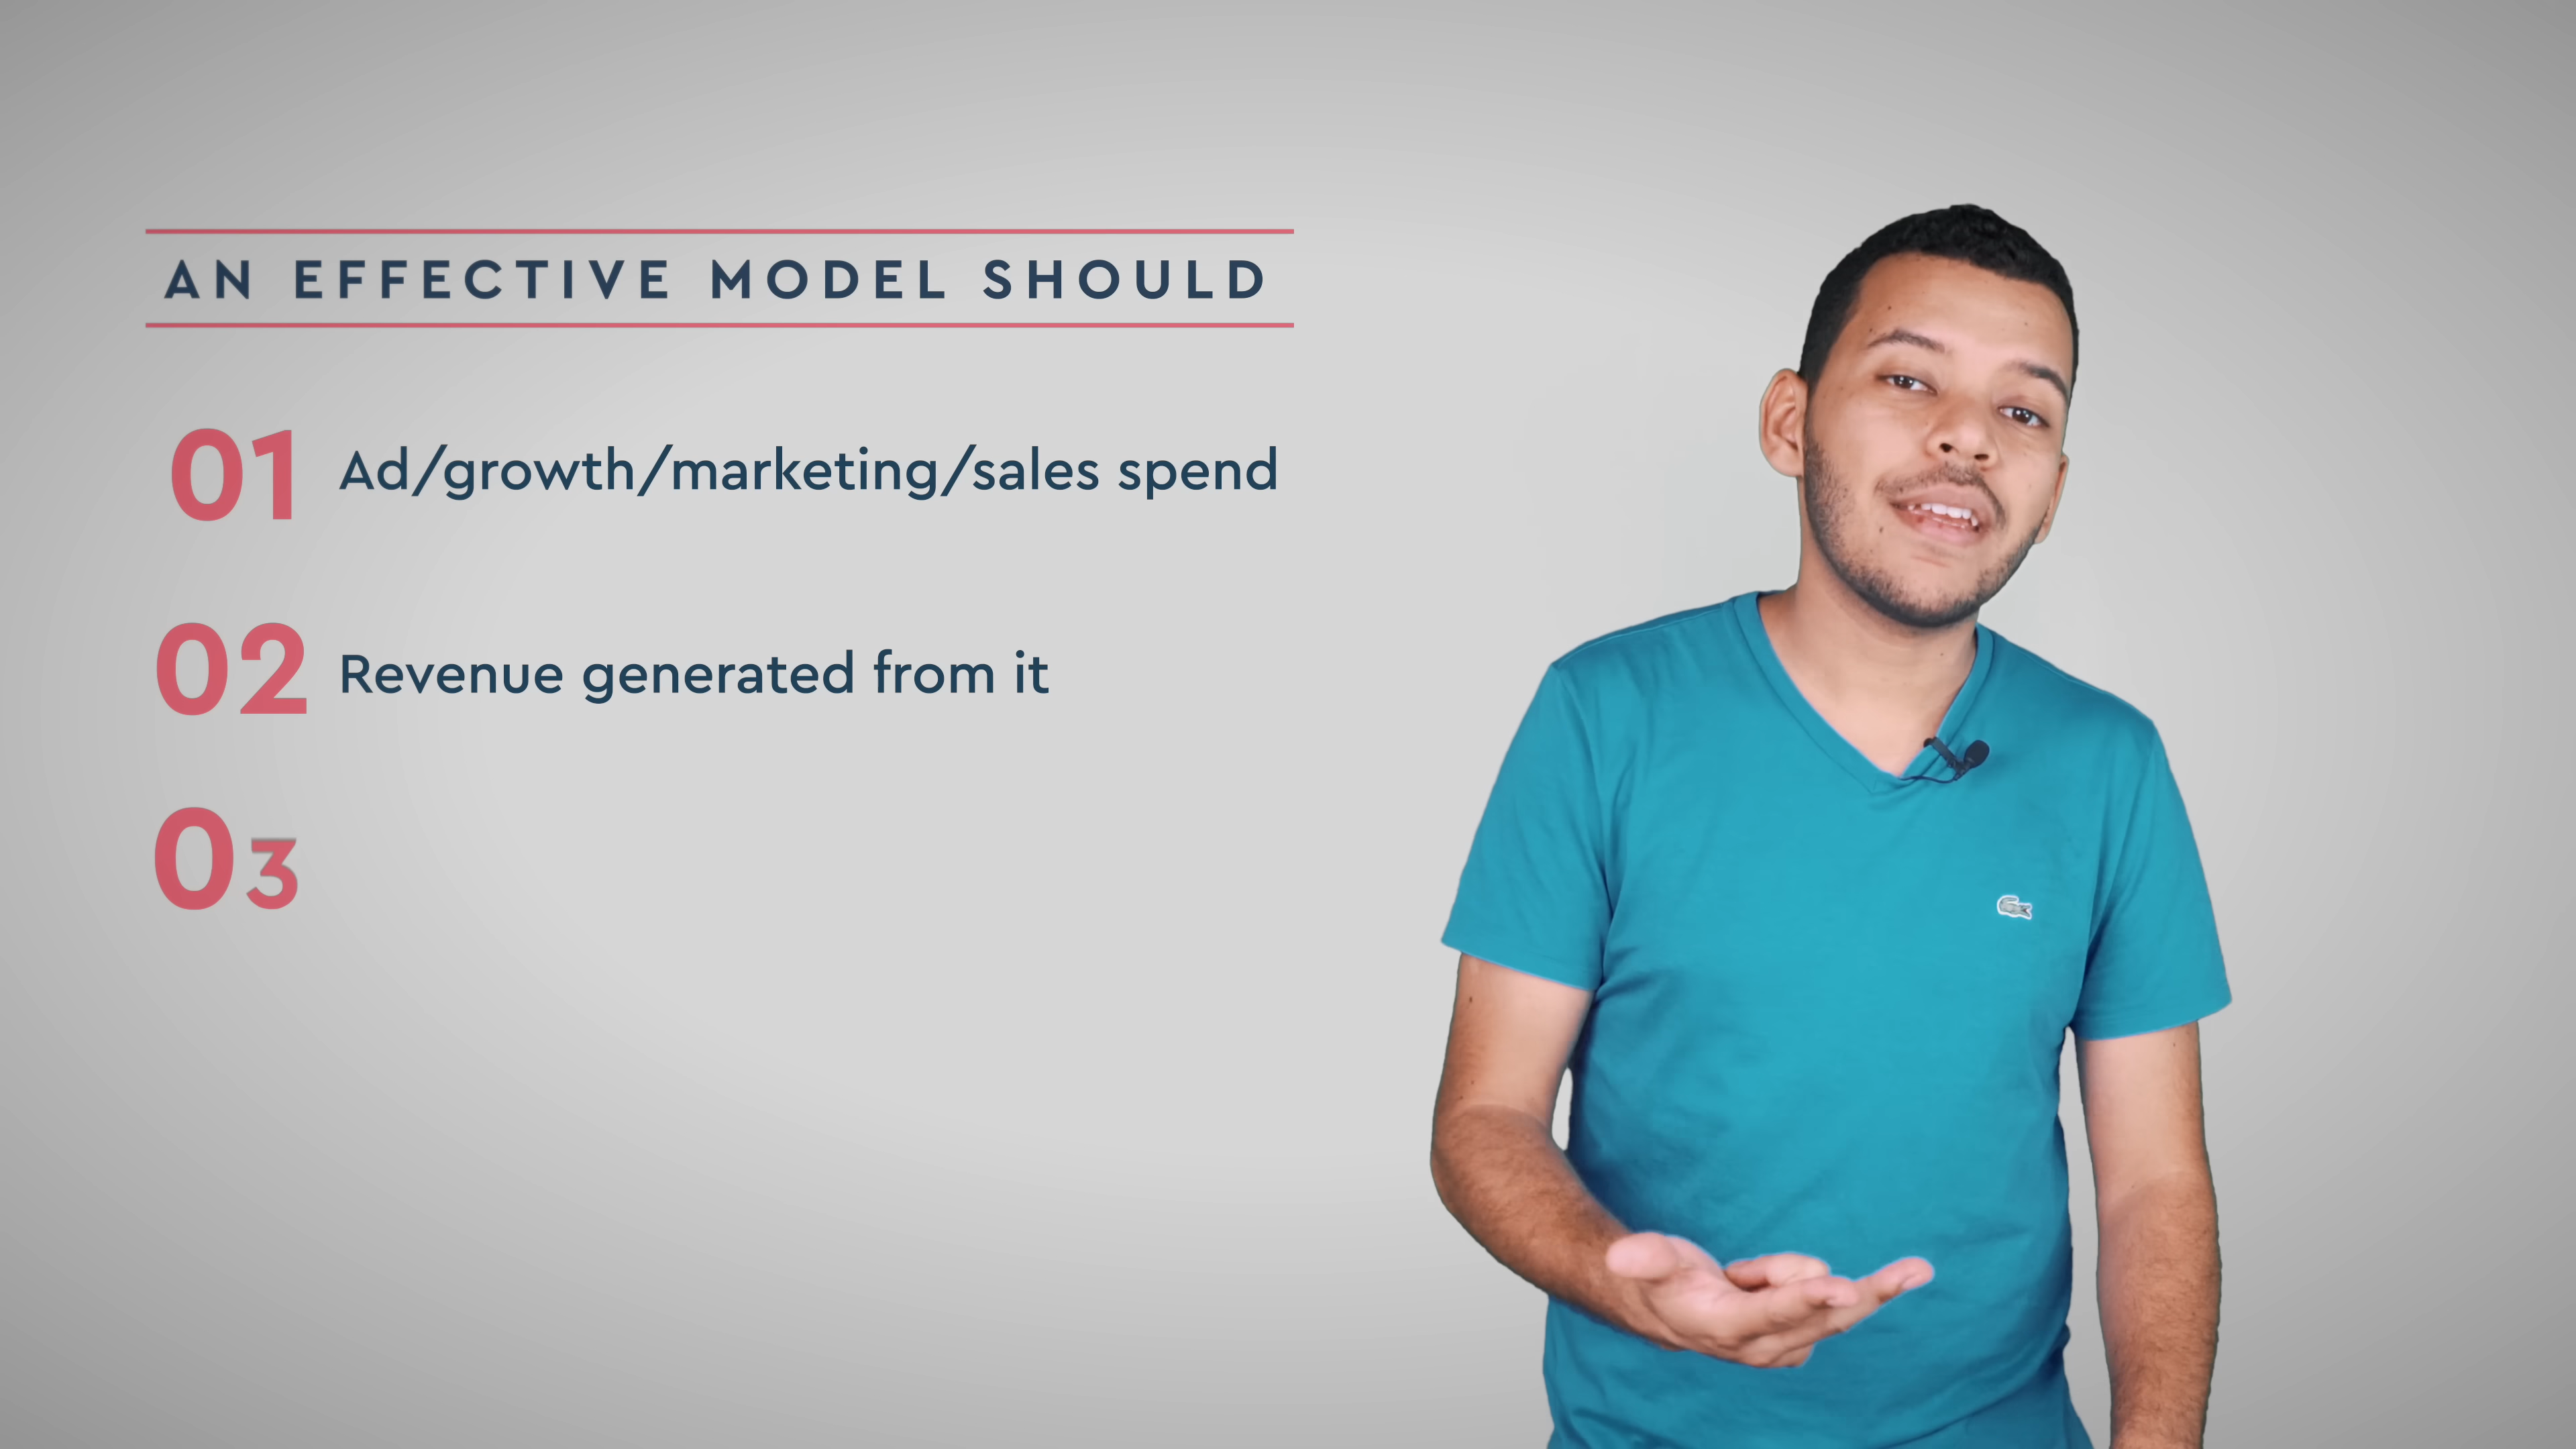 AN EFFECTIVE MODEL SHOULD
01 Ad/growth/marketing/sales spend
02 Revenue generated from it
03